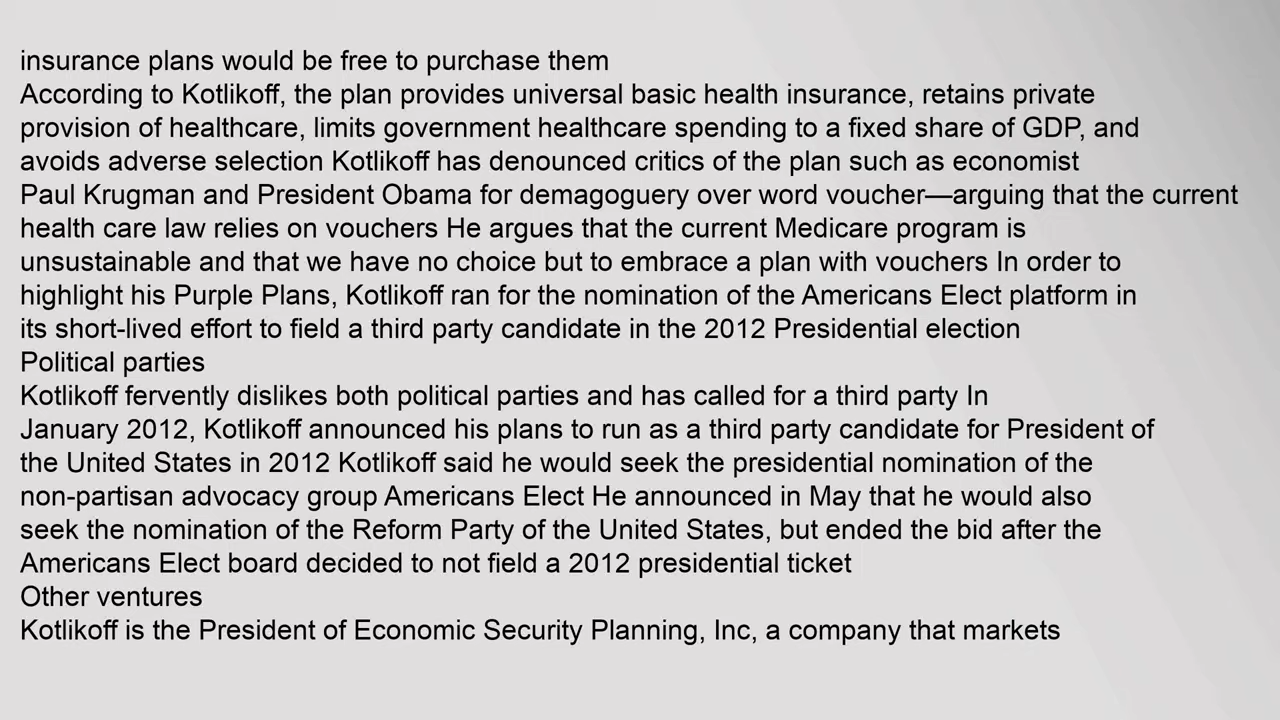 insurance plans would be free to purchase them
According to Kotlikoff, the plan provides universal basic health insurance, retains private
provision of healthcare, limits government healthcare spending to a fixed share of GDP, and
avoids adverse selection Kotlikoff has denounced critics of the plan such as economist
Paul Krugman and President Obama for demagoguery over word voucher—arguing that the current
health care law relies on vouchers He argues that the current Medicare program is
unsustainable and that we have no choice but to embrace a plan with vouchers In order to
highlight his Purple Plans, Kotlikoff ran for the nomination of the Americans Elect platform in
its short-lived effort to field a third party candidate in the 2012 Presidential election
Political parties
Kotlikoff fervently dislikes both political parties and has called for a third party In
January 2012, Kotlikoff announced his plans to run as a third party candidate for President of
the United States in 2012 Kotlikoff said he would seek the presidential nomination of the
non-partisan advocacy group Americans Elect He announced in May that he would also
seek the nomination of the Reform Party of the United States, but ended the bid after the
Americans Elect board decided to not field a 2012 presidential ticket
Other ventures
Kotlikoff is the President of Economic Security Planning, Inc, a company that markets